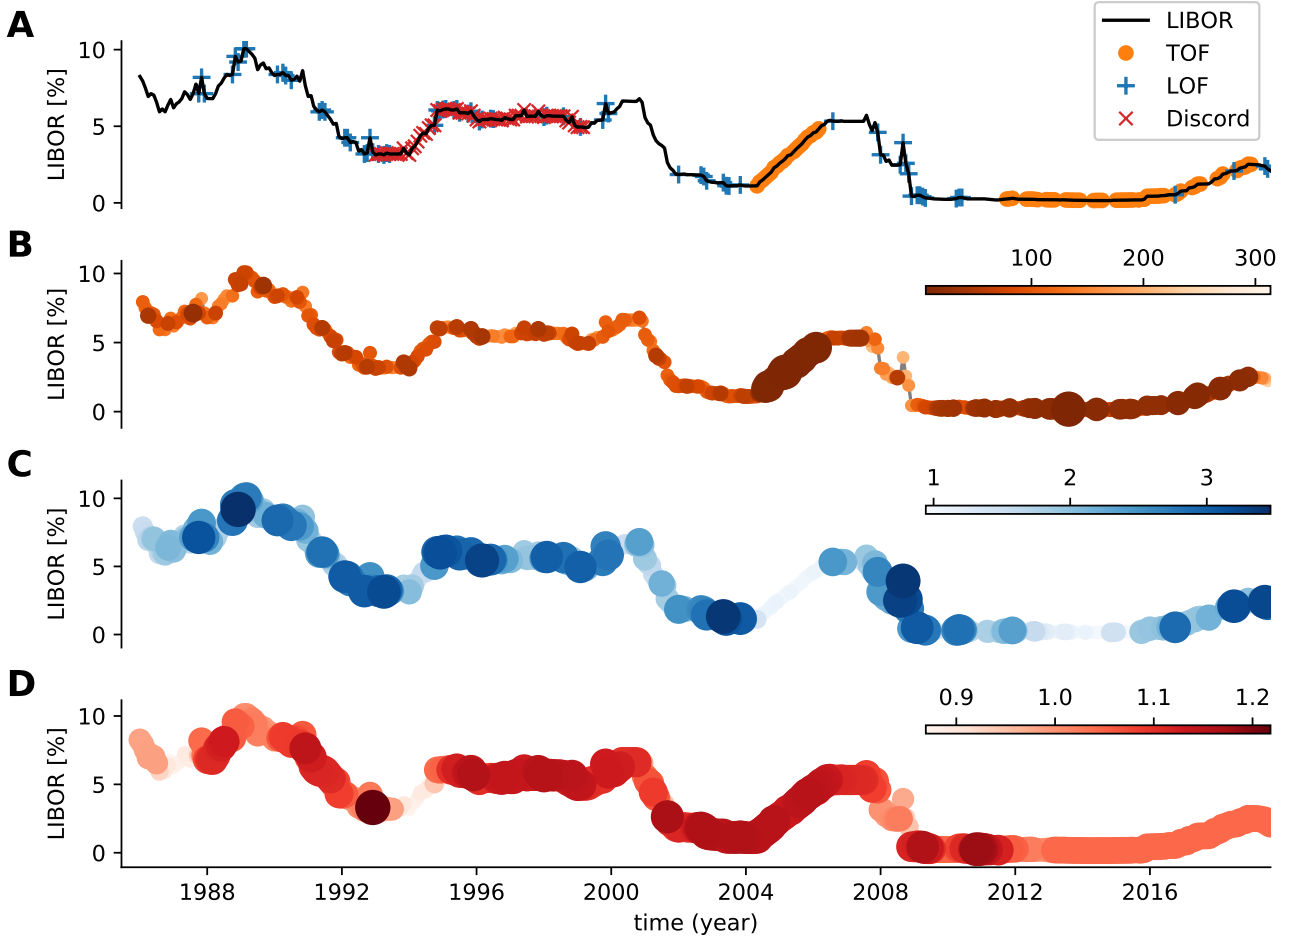 A
LIBOR [%]
10
5
0
LIBOR
TOF
LOF
Discord
B
LIBOR [%]
10
5
0
100 200 300
C
LIBOR [%]
10
5
0
1 2 3
D
LIBOR [%]
10
5
0
0.9 1.0 1.1 1.2
1988 1992 1996 2000 2004 2008 2012 2016
time (year)